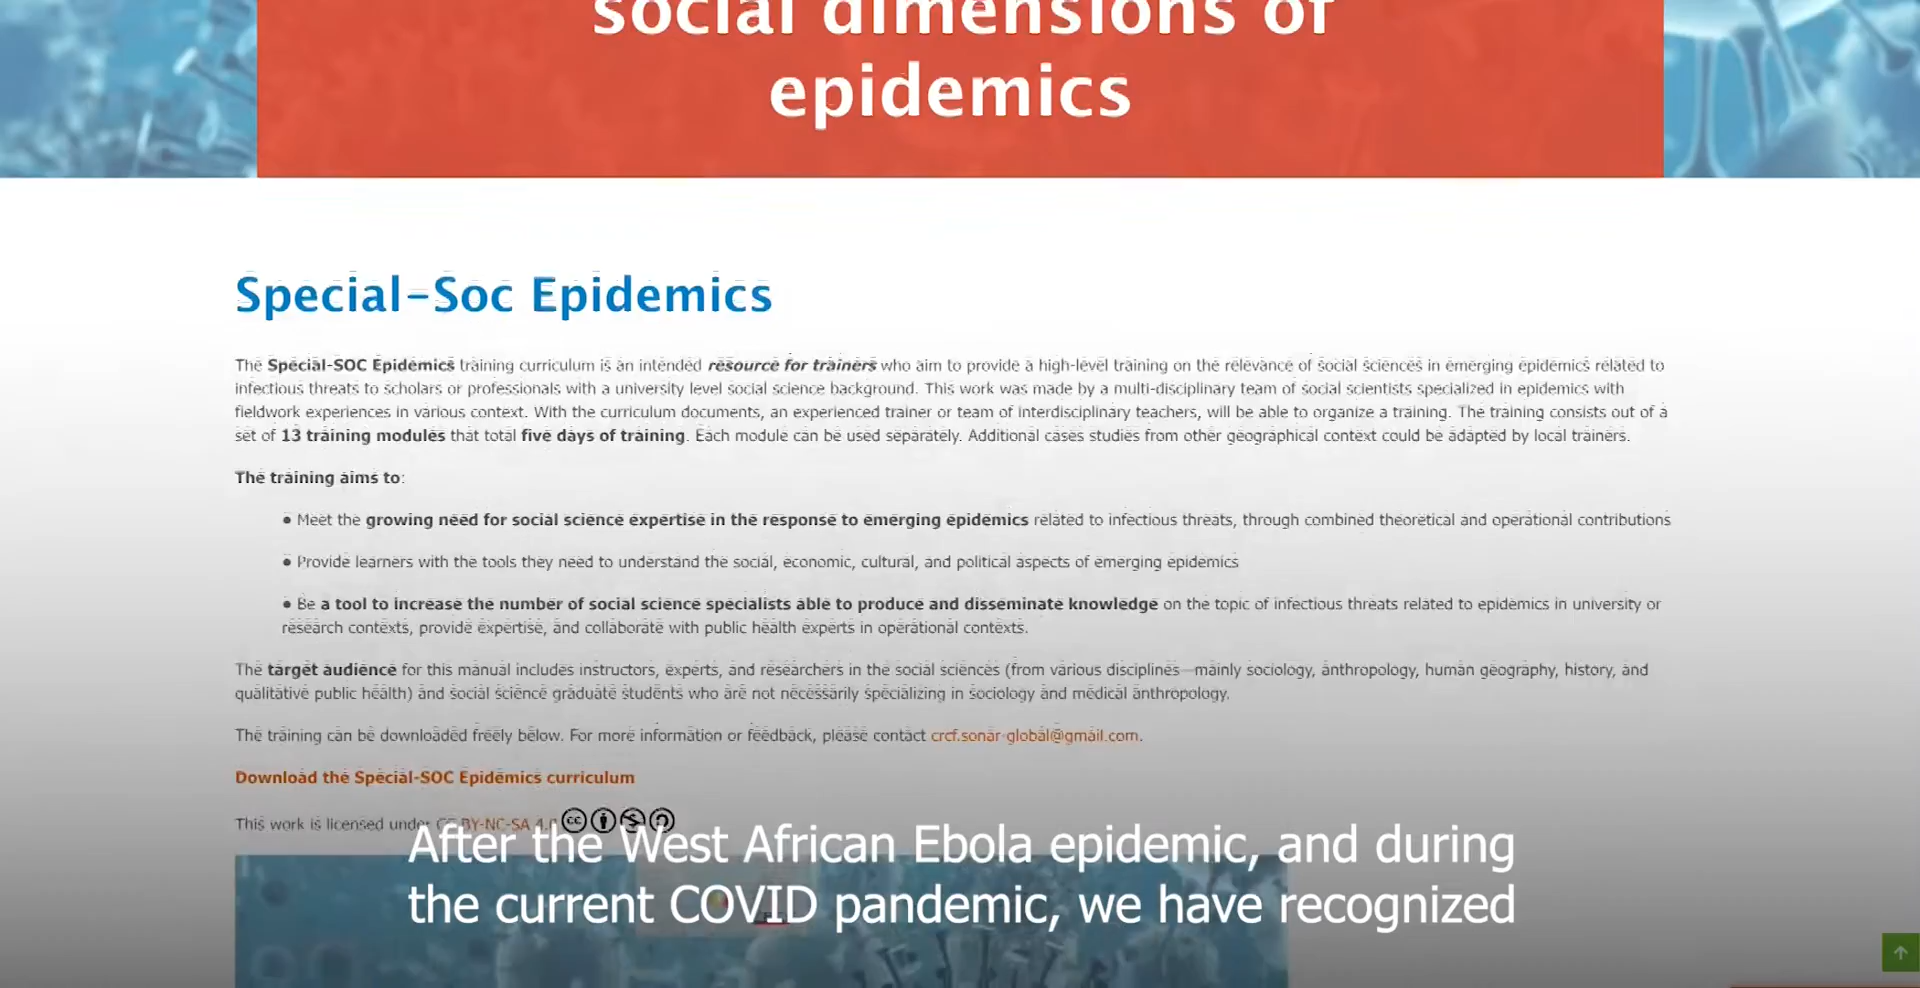 social dimensions of
epidemics
Special-Soc Epidemics
The Special-SOC Epidemics training curriculum is an intended resource for trainers who aim to provide a high-level training on the relevance of social sciences in emerging epidemics related to
infectious threats to scholars or professionals with a university level social science background. This work was made by a multi-disciplinary team of social scientists specialized in epidemics with
fieldwork experiences in various context. With the curriculum documents, an experienced trainer or team of interdisciplinary teachers, will be able to organize a training. The training consists out of a
set of 13 training modules that total five days of training. Each module can be used separately. Additional cases studies from other geographical context could be adapted by local trainers.
The training aims to:
• Meet the growing need for social science expertise in the response to emerging epidemics related to infectious threats, through combined theoretical and operational contributions
• Provide learners with the tools they need to understand the social, economic, cultural, and political aspects of emerging epidemics
• Be a tool to increase the number of social science specialists able to produce and disseminate knowledge on the topic of infectious threats related to epidemics in university or
research contexts, provide expertise, and collaborate with public health experts in operational contexts.
The target audience for this manual includes instructors, experts, and researchers in the social sciences (from various disciplines—mainly sociology, anthropology, human geography, history, and
qualitative public health) and social science graduate students who are not necessarily specializing in sociology and medical anthropology.
The training can be downloaded freely below. For more information or feedback, please contact crcf.sonar-global@gmail.com.
Download the Special-SOC Epidemics curriculum
This work is licensed under CC BY-NC-SA 4.0
After the West African Ebola epidemic, and during
the current COVID pandemic, we have recognized